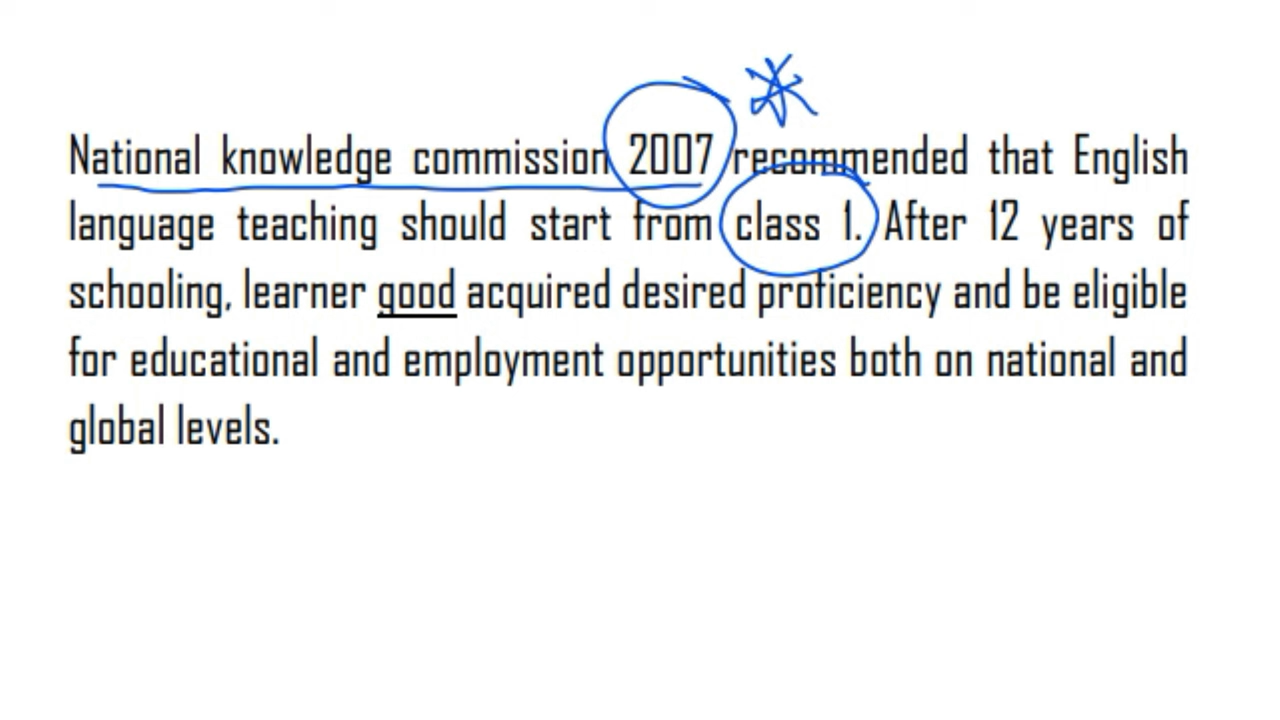 National knowledge commission 2007 recommended that English
language teaching should start from class 1. After 12 years of
schooling, learner good acquired desired proficiency and be eligible
for educational and employment opportunities both on national and
global levels.